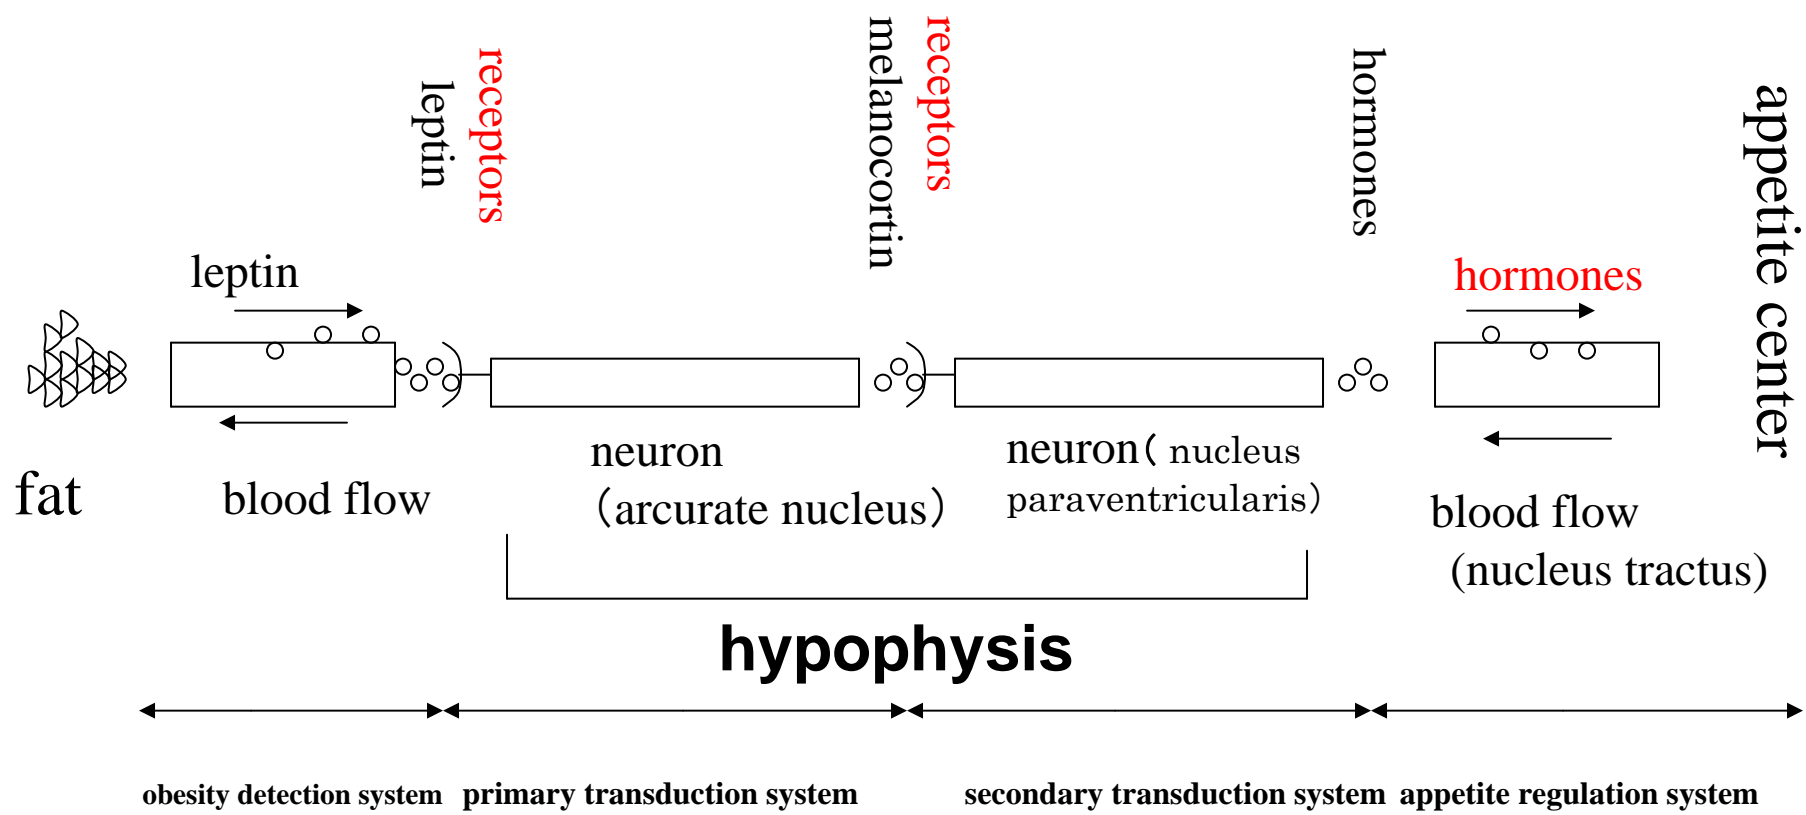 leptin
receptors
melanocortin
receptors
hormones
appetite center
leptin
hormones
fat
blood flow
neuron
（arcurate nucleus）
neuron（ nucleus
paraventricularis）
blood flow
(nucleus tractus)
hypophysis
obesity detection system
primary transduction system
secondary transduction system
appetite regulation system